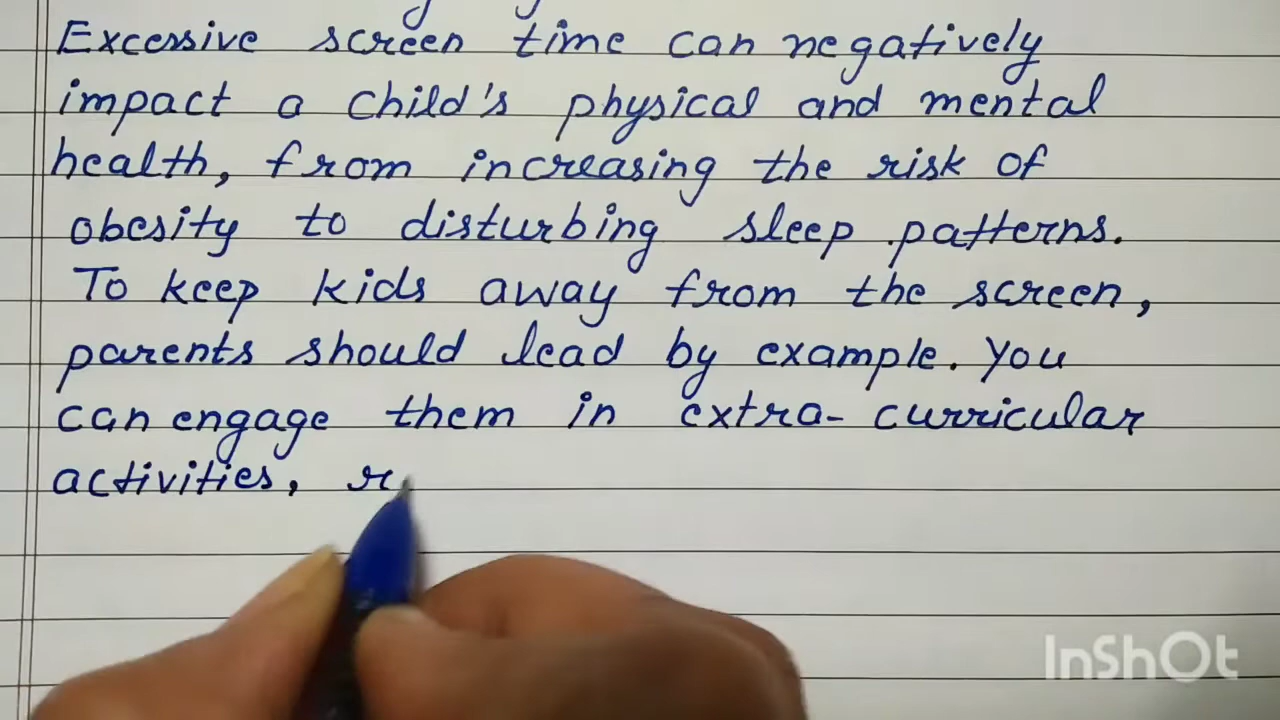 Excessive screen time can negatively
impact a child's physical and mental
health, from increasing the risk of
obesity to disturbing sleep patterns.
To keep kids away from the screen,
parents should lead by example. You
can engage them in extra-curricular
activities,
InShOt